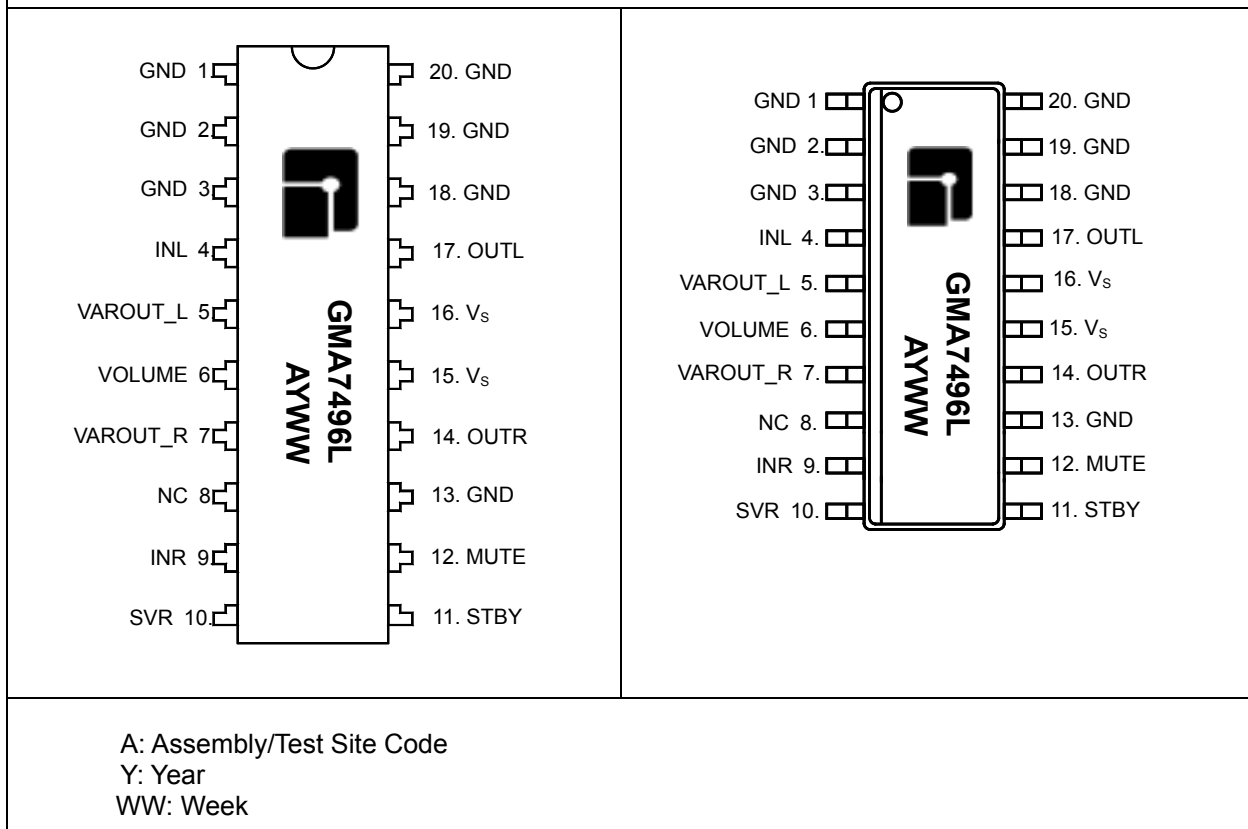 GND 1.
GND 2.
GND 3.
INL 4.
VAROUT_L 5.
VOLUME 6.
VAROUT_R 7.
NC 8.
INR 9.
SVR 10.
20. GND
19. GND
18. GND
17. OUTL
16. VS
15. VS
14. OUTR
13. GND
12. MUTE
11. STBY
GMA7496L
AYWW
GND 1
GND 2.
GND 3.
INL 4.
VAROUT_L 5.
VOLUME 6.
VAROUT_R 7.
NC 8.
INR 9.
SVR 10.
20. GND
19. GND
18. GND
17. OUTL
16. VS
15. VS
14. OUTR
13. GND
12. MUTE
11. STBY
GMA7496L
AYWW
A: Assembly/Test Site Code
Y: Year
WW: Week